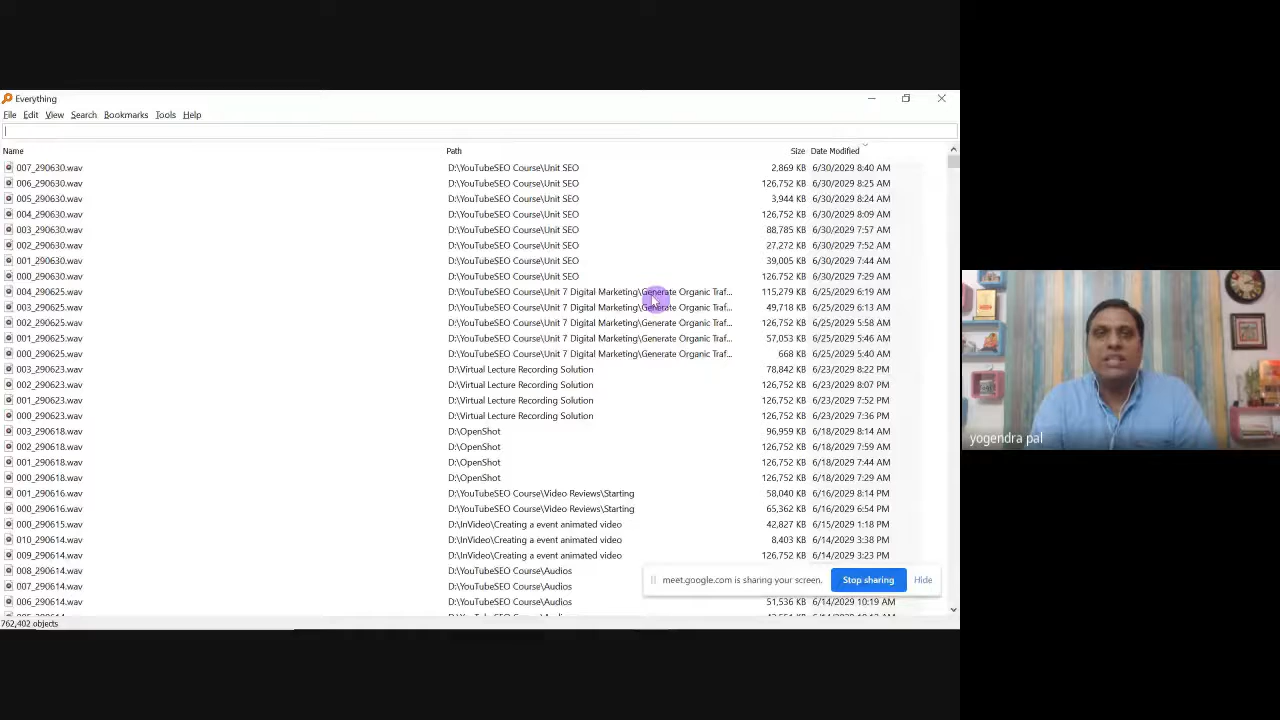 Everything
File Edit View Search Bookmarks Tools Help
Name Path Size Date Modified
007_290630.wav D:\YouTubeSEO Course\Unit SEO 2,869 KB 6/30/2029 8:40 AM
006_290630.wav D:\YouTubeSEO Course\Unit SEO 126,752 KB 6/30/2029 8:25 AM
005_290630.wav D:\YouTubeSEO Course\Unit SEO 3,944 KB 6/30/2029 8:24 AM
004_290630.wav D:\YouTubeSEO Course\Unit SEO 126,752 KB 6/30/2029 8:09 AM
003_290630.wav D:\YouTubeSEO Course\Unit SEO 88,785 KB 6/30/2029 7:57 AM
002_290630.wav D:\YouTubeSEO Course\Unit SEO 27,272 KB 6/30/2029 7:52 AM
001_290630.wav D:\YouTubeSEO Course\Unit SEO 39,005 KB 6/30/2029 7:44 AM
000_290630.wav D:\YouTubeSEO Course\Unit SEO 126,752 KB 6/30/2029 7:29 AM
004_290625.wav D:\YouTubeSEO Course\Unit 7 Digital Marketing\Generate Organic Traf... 115,279 KB 6/25/2029 6:19 AM
003_290625.wav D:\YouTubeSEO Course\Unit 7 Digital Marketing\Generate Organic Traf... 49,718 KB 6/25/2029 6:13 AM
002_290625.wav D:\YouTubeSEO Course\Unit 7 Digital Marketing\Generate Organic Traf... 126,752 KB 6/25/2029 5:58 AM
001_290625.wav D:\YouTubeSEO Course\Unit 7 Digital Marketing\Generate Organic Traf... 57,053 KB 6/25/2029 5:46 AM
000_290625.wav D:\YouTubeSEO Course\Unit 7 Digital Marketing\Generate Organic Traf... 668 KB 6/25/2029 5:40 AM
003_290623.wav D:\Virtual Lecture Recording Solution 78,842 KB 6/23/2029 8:22 PM
002_290623.wav D:\Virtual Lecture Recording Solution 126,752 KB 6/23/2029 8:07 PM
001_290623.wav D:\Virtual Lecture Recording Solution 126,752 KB 6/23/2029 7:52 PM
000_290623.wav D:\Virtual Lecture Recording Solution 126,752 KB 6/23/2029 7:36 PM
003_290618.wav D:\OpenShot 96,959 KB 6/18/2029 8:14 AM
002_290618.wav D:\OpenShot 126,752 KB 6/18/2029 7:59 AM
001_290618.wav D:\OpenShot 126,752 KB 6/18/2029 7:44 AM
000_290618.wav D:\OpenShot 126,752 KB 6/18/2029 7:29 AM
001_290616.wav D:\YouTubeSEO Course\Video Reviews\Starting 58,040 KB 6/16/2029 8:14 PM
000_290616.wav D:\YouTubeSEO Course\Video Reviews\Starting 65,362 KB 6/16/2029 6:54 PM
000_290615.wav D:\InVideo\Creating a event animated video 42,827 KB 6/15/2029 1:18 PM
010_290614.wav D:\InVideo\Creating a event animated video 8,403 KB 6/14/2029 3:38 PM
009_290614.wav D:\InVideo\Creating a event animated video 126,752 KB 6/14/2029 3:23 PM
008_290614.wav D:\YouTubeSEO Course\Audios
007_290614.wav D:\YouTubeSEO Course\Audios
006_290614.wav D:\YouTubeSEO Course\Audios 51,536 KB 6/14/2029 10:19 AM
meet.google.com is sharing your screen. Stop sharing Hide
762,402 objects
yogendra pal